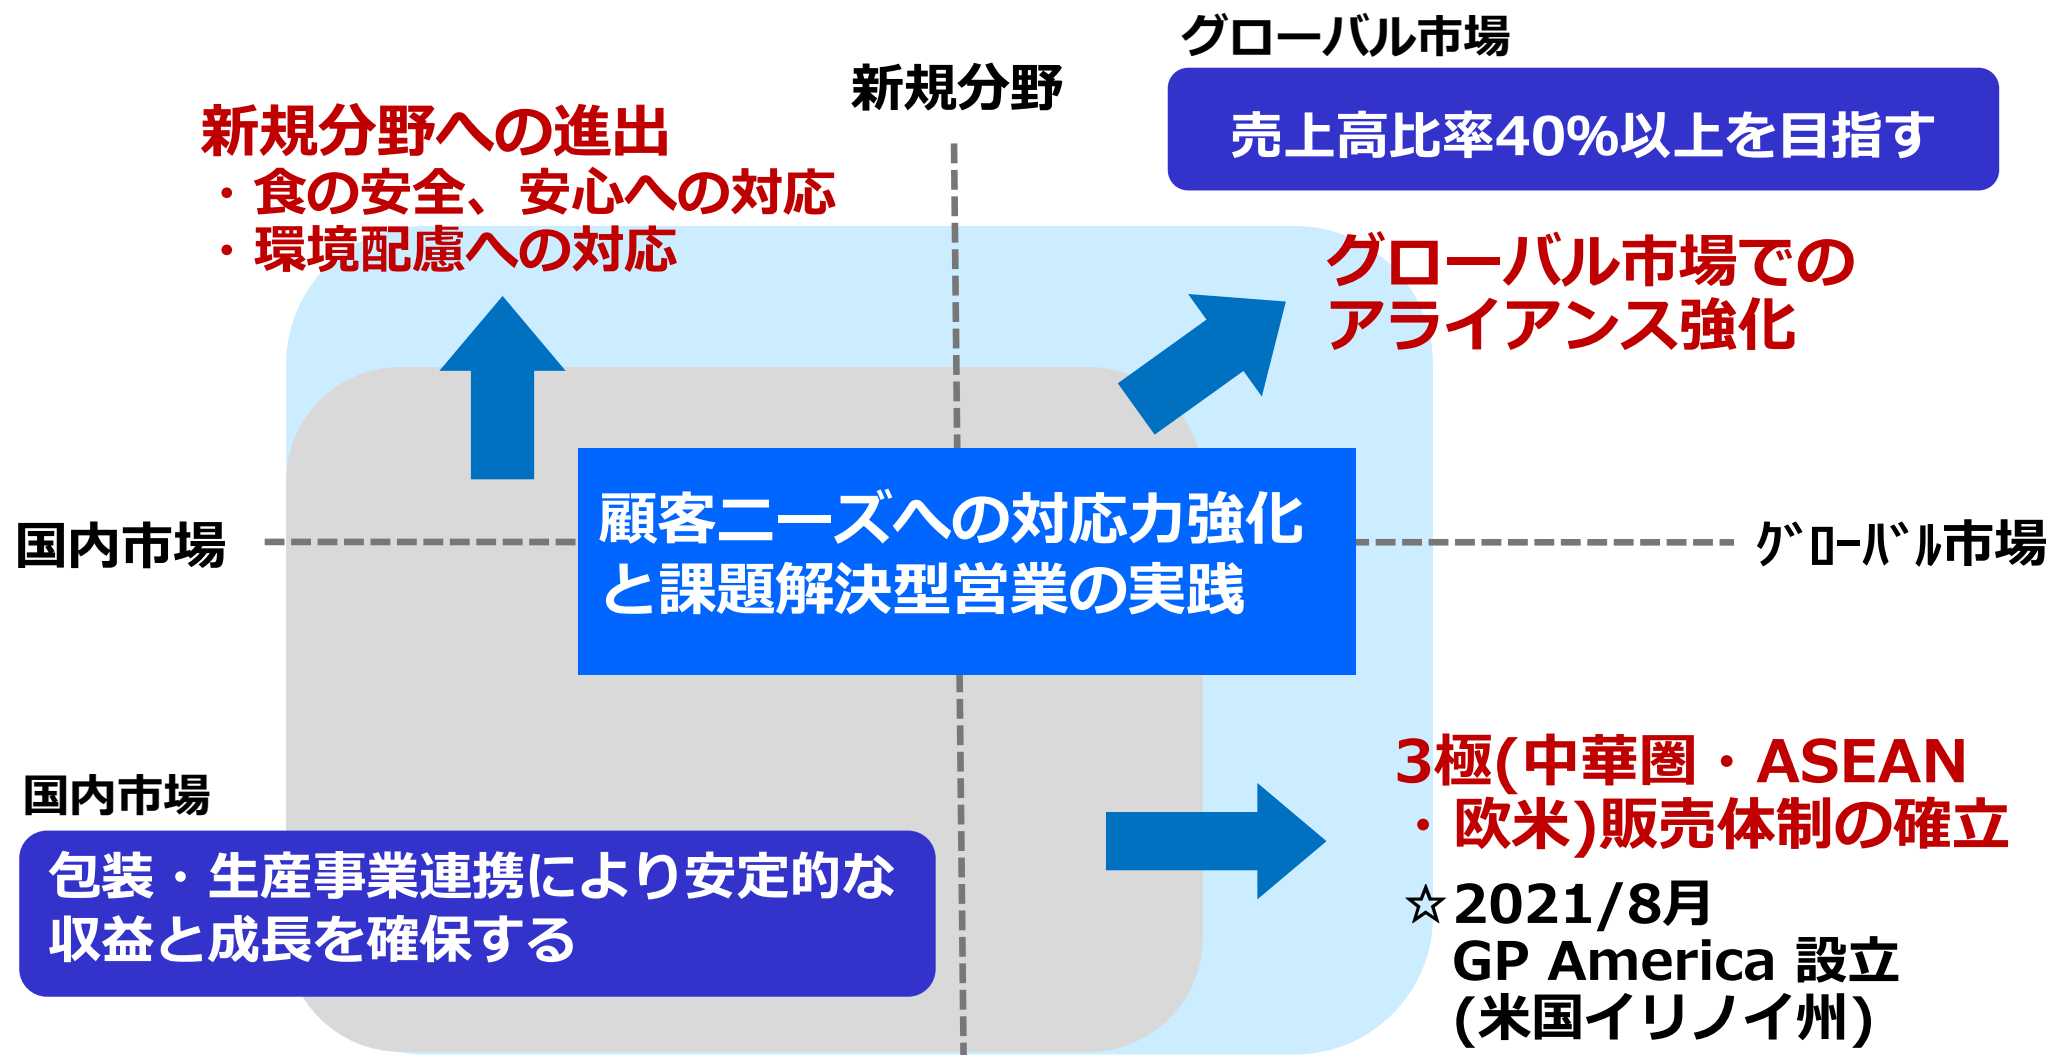 グローバル市場
売上高比率40%以上を目指す
新規分野
新規分野への進出
・食の安全、安心への対応
・環境配慮への対応
グローバル市場での
アライアンス強化
顧客ニーズへの対応力強化
と課題解決型営業の実践
国内市場
ｸﾞﾛｰﾊﾞﾙ市場
3極(中華圏・ASEAN
・欧米)販売体制の確立
☆2021/8月
GP America 設立
(米国イリノイ州)
国内市場
包装・生産事業連携により安定的な
収益と成長を確保する